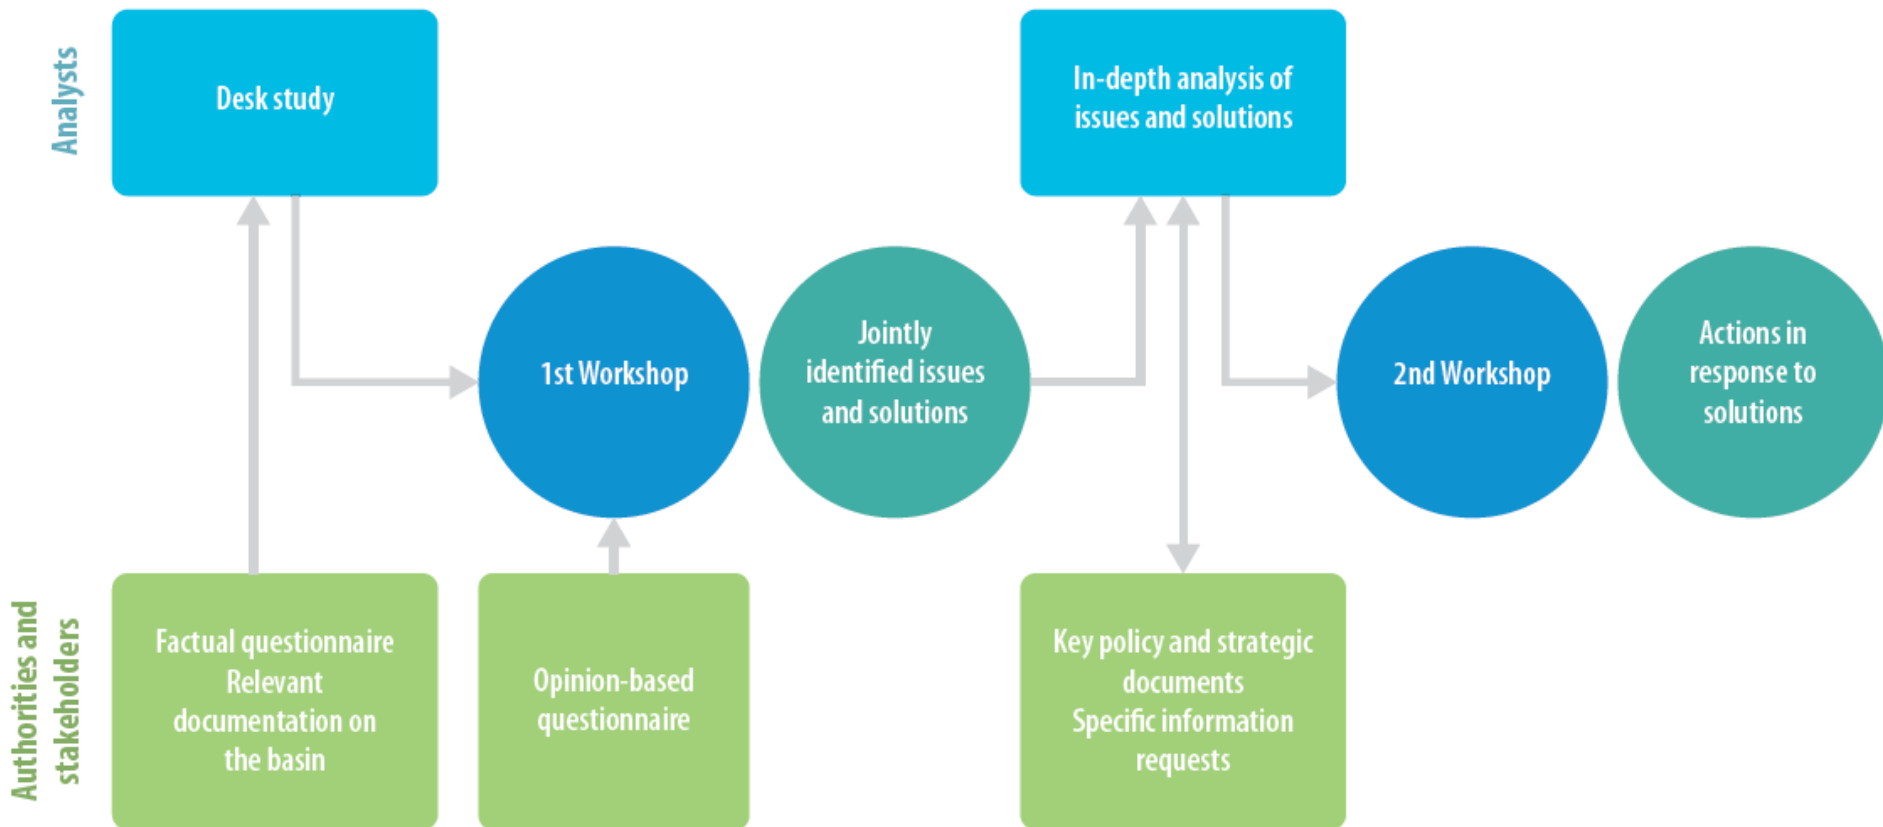 Analysts
Desk study
In-depth analysis of
issues and solutions
1st Workshop
Jointly
identified issues
and solutions
2nd Workshop
Actions in
response to
solutions
Authorities and
stakeholders
Factual questionnaire
Relevant
documentation on
the basin
Opinion-based
questionnaire
Key policy and strategic
documents
Specific information
requests